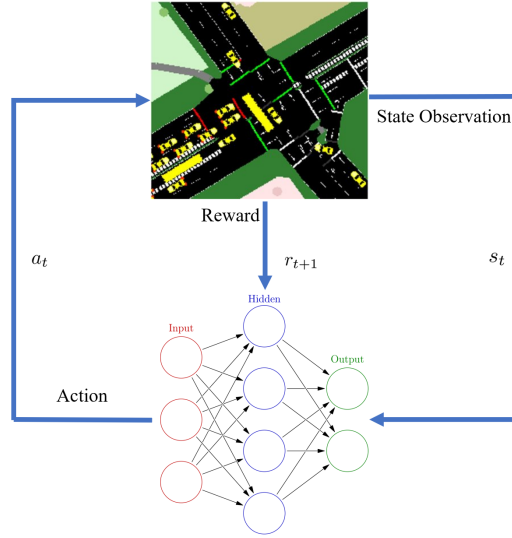 State Observation
Reward
$a_t$
$r_{t+1}$
$s_t$
Hidden
Input
Output
Action